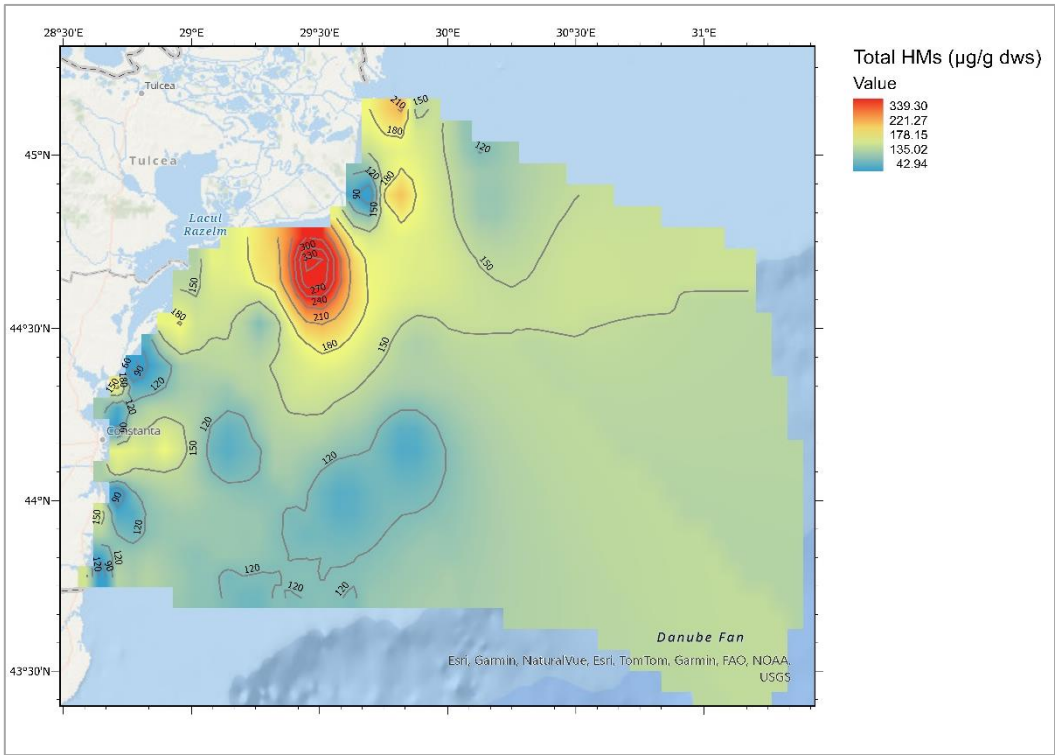 28°30'E
29°E
29°30'E
30°E
30°30'E
31°E
Total HMs (µg/g dws)
Value
339.30
221.27
178.15
135.02
42.94
Tulcea
210
150
180
120
45°N
Tulcea
120
180
90
150
Lacul
Razelm
300
330
150
150
270
240
210
180
180
150
44°30'N
60
90
150
180
120
120
90
Constanta
120
150
120
90
44°N
150
120
120
120
90
120
120
120
43°30'N
Danube Fan
Esri, Garmin, NaturalVue, Esri, TomTom, Garmin, FAO, NOAA,
USGS